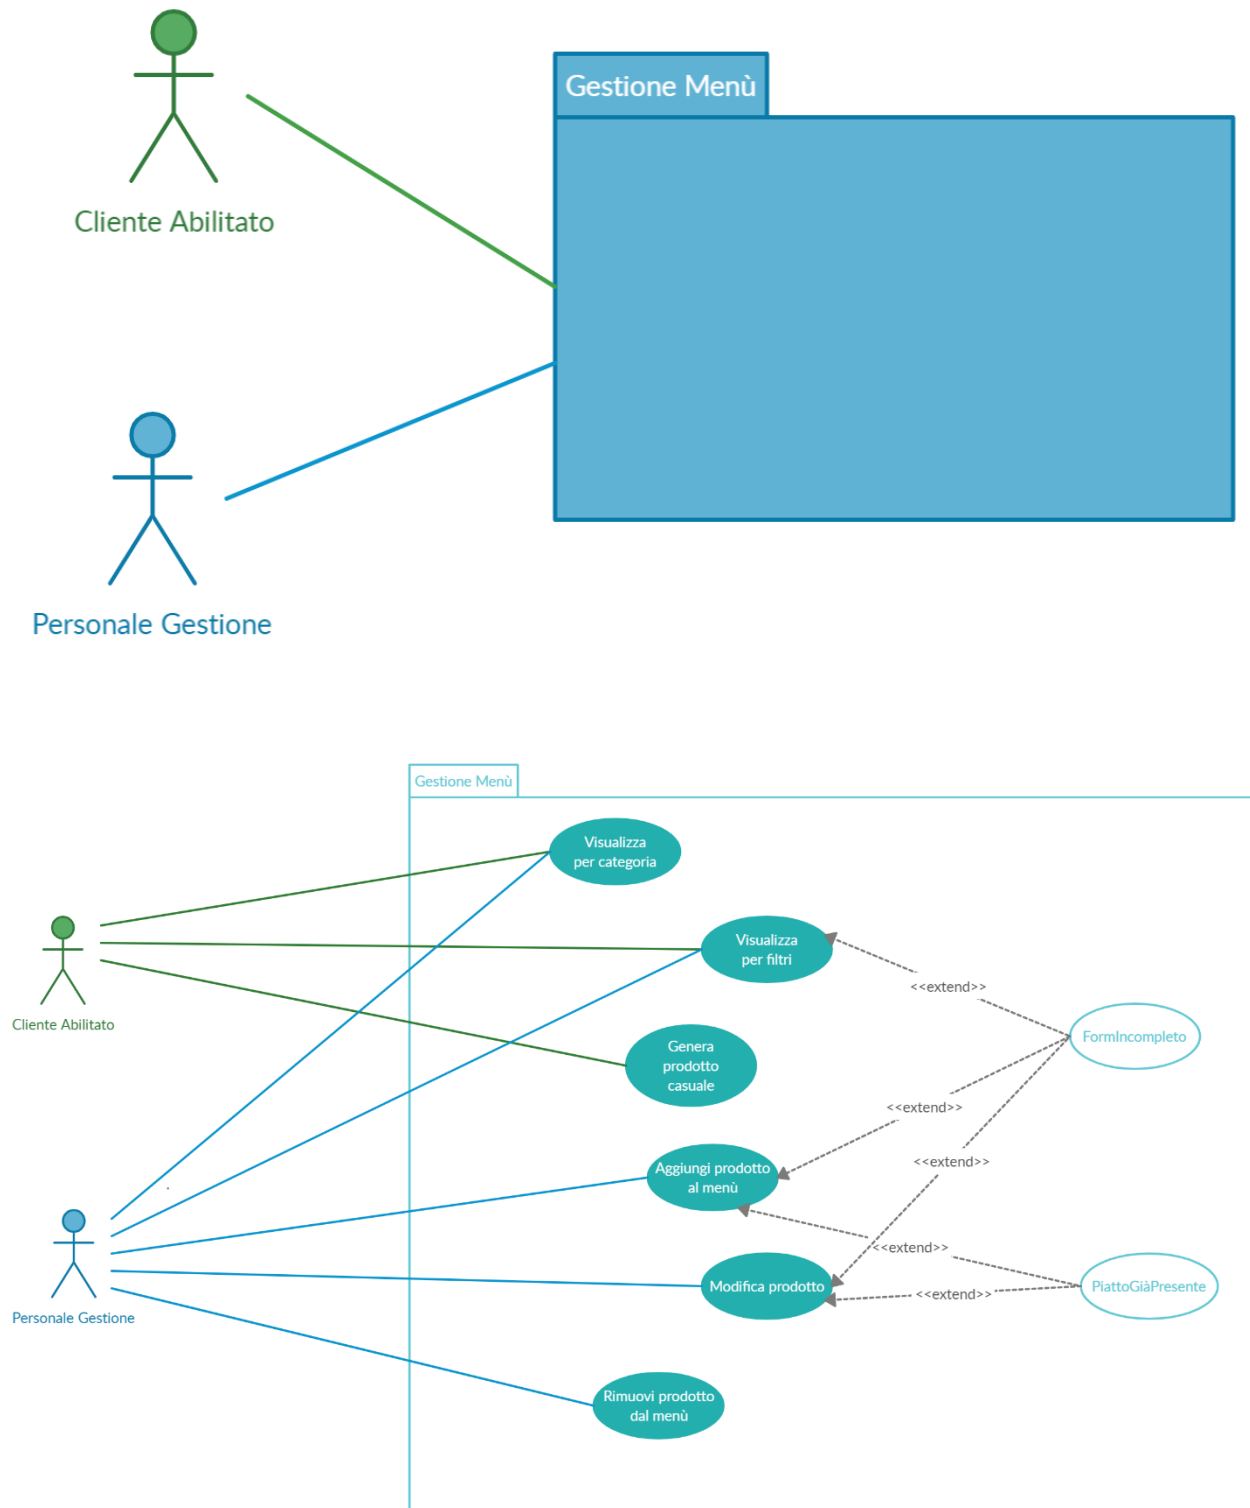 Gestione Menù
Cliente Abilitato
Personale Gestione
Gestione Menù
Visualizza
per categoria
Visualizza
per filtri
<<extend>>
Cliente Abilitato
FormIncompleto
Genera
prodotto
casuale
<<extend>>
<<extend>>
Aggiungi prodotto
al menù
<<extend>>
Modifica prodotto
<<extend>>
PiattoGiàPresente
Personale Gestione
Rimuovi prodotto
dal menù